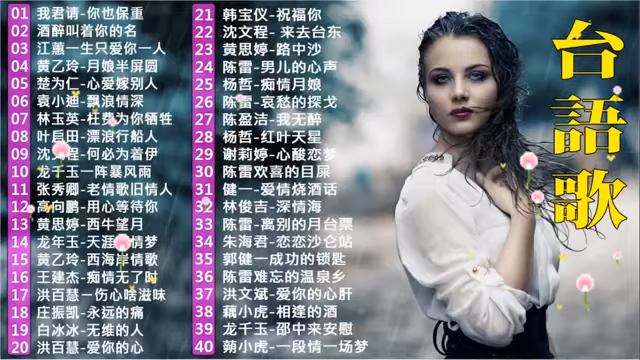 01 我君请-你也保重
02 酒醉叫着你的名
03 江蕙一生只爱你一人
04 黄乙玲-月娘半屏圆
05 楚为仁-心爱嫁别人
06 袁小迪-飘浪情深
07 林玉英-枉费为你牺牲
08 叶启田-漂浪行船人
09 沈文程-何必为着伊
10 龙千玉一阵暴风雨
11 张秀卿-老情歌旧情人
12 高向鹏-用心等待你
13 黄思婷-西牛望月
14 龙年玉-天涯情梦
15 黄乙玲-西海岸情歌
16 王建杰-痴情无了时
17 洪百慧－伤心啥滋味
18 庄振凯-永远的痛
19 白冰冰-无维的人
20 洪百慧-爱你的心
21 韩宝仪-祝福你
22 沈文程- 来去台东
23 黄思婷-路中沙
24 陈雷-男儿的心声
25 杨哲-痴情月娘
26 陈雷-哀愁的探戈
27 陈盈洁-我无醉
28 杨哲-红叶天星
29 谢莉婷-心酸恋梦
30 陈雷欢喜的目屎
31 健一-爱情烧酒话
32 林俊吉-深情海
33 陈雷-离别的月台票
34 朱海君-恋恋沙仑站
35 郭健一成功的锁匙
36 陈雷难忘的温泉乡
37 洪文斌-爱你的心肝
38 藕小虎-相逢的酒
39 龙千玉-邵中来安慰
40 蒴小虎-一段情一场梦
台語歌